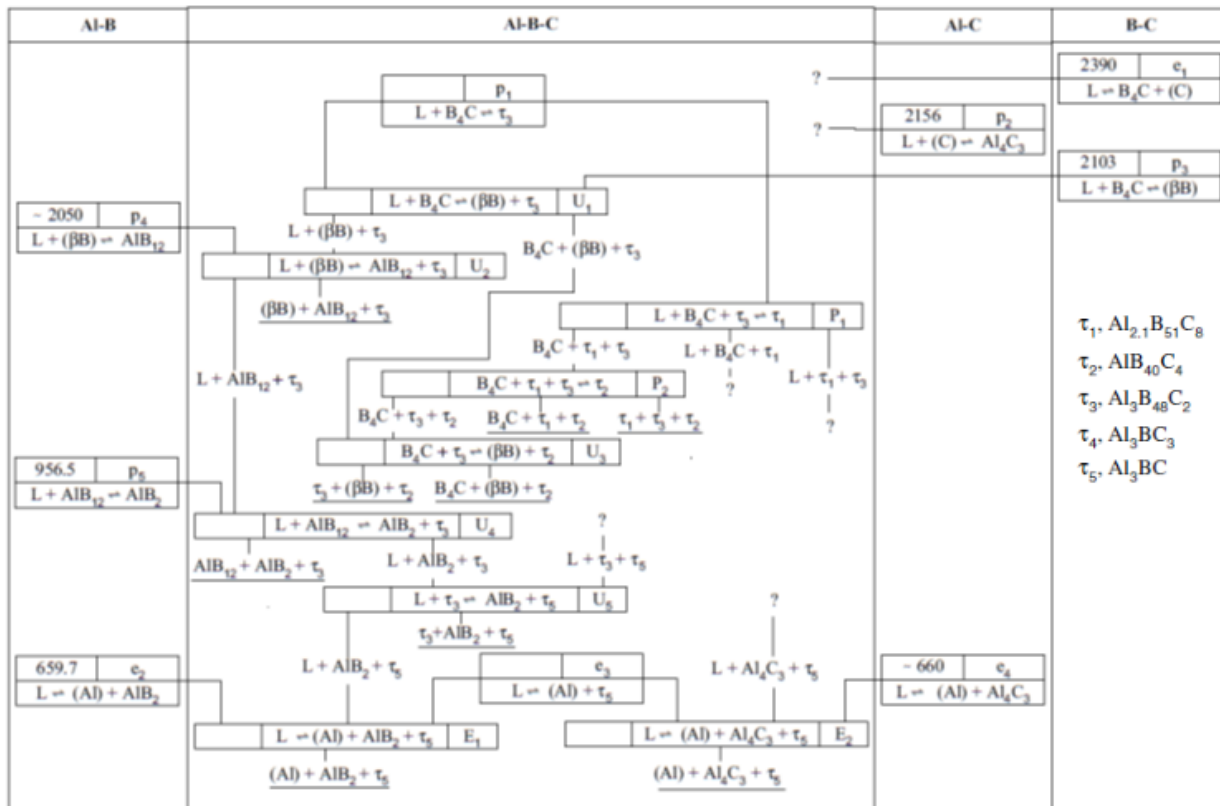 Al-B
Al-B-C
Al-C
B-C
2390 e₁
L ⇌ B₄C + (C)
?
p₁
L + B₄C ⇌ τ₃
2156 p₂
L + (C) ⇌ Al₄C₃
?
2103 p₃
L + B₄C ⇌ (βB)
L + B₄C ⇌ (βB) + τ₃ U₁
~ 2050 p₄
L + (βB) ⇌ AlB₁₂
L + (βB) + τ₃
B₄C + (βB) + τ₃
L + (βB) ⇌ AlB₁₂ + τ₃ U₂
(βB) + AlB₁₂ + τ₃
L + B₄C + τ₃ ⇌ τ₁ P₁
τ₁, Al₂.₁B₅₁C₈
τ₂, AlB₄₀C₄
τ₃, Al₃B₄₈C₂
τ₄, Al₃BC₃
τ₅, Al₃BC
B₄C + τ₁ + τ₃
L + B₄C + τ₁
L + τ₁ + τ₃
?
?
L + AlB₁₂ + τ₃
B₄C + τ₁ + τ₃ ⇌ τ₂ P₂
B₄C + τ₃ + τ₂
B₄C + τ₁ + τ₂
τ₁ + τ₃ + τ₂
B₄C + τ₃ ⇌ (βB) + τ₂ U₃
τ₃ + (βB) + τ₂
B₄C + (βB) + τ₂
956.5 p₅
L + AlB₁₂ ⇌ AlB₂
L + AlB₁₂ ⇌ AlB₂ + τ₃ U₄
?
AlB₁₂ + AlB₂ + τ₃
L + AlB₂ + τ₃
L + τ₃ + τ₅
L + τ₃ ⇌ AlB₂ + τ₅ U₅
?
τ₃+AlB₂ + τ₅
659.7 e₂
L ⇌ (Al) + AlB₂
L + AlB₂ + τ₅
e₃
L ⇌ (Al) + τ₅
L + Al₄C₃ + τ₅
~ 660 e₄
L ⇌ (Al) + Al₄C₃
L ⇌ (Al) + AlB₂ + τ₅ E₁
L ⇌ (Al) + Al₄C₃ + τ₅ E₂
(Al) + AlB₂ + τ₅
(Al) + Al₄C₃ + τ₅